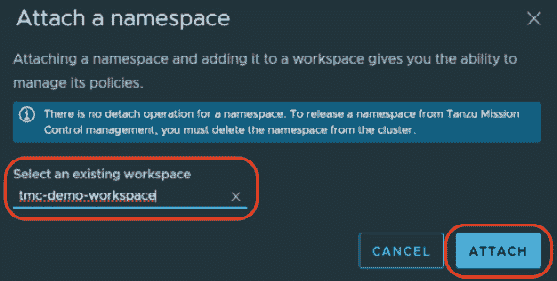 Attach a namespace
Attaching a namespace and adding it to a workspace gives you the ability to
manage its policies.
There is no detach operation for a namespace. To release a namespace from Tanzu Mission
Control management, you must delete the namespace from the cluster.
Select an existing workspace
tmc-demo-workspace
CANCEL
ATTACH